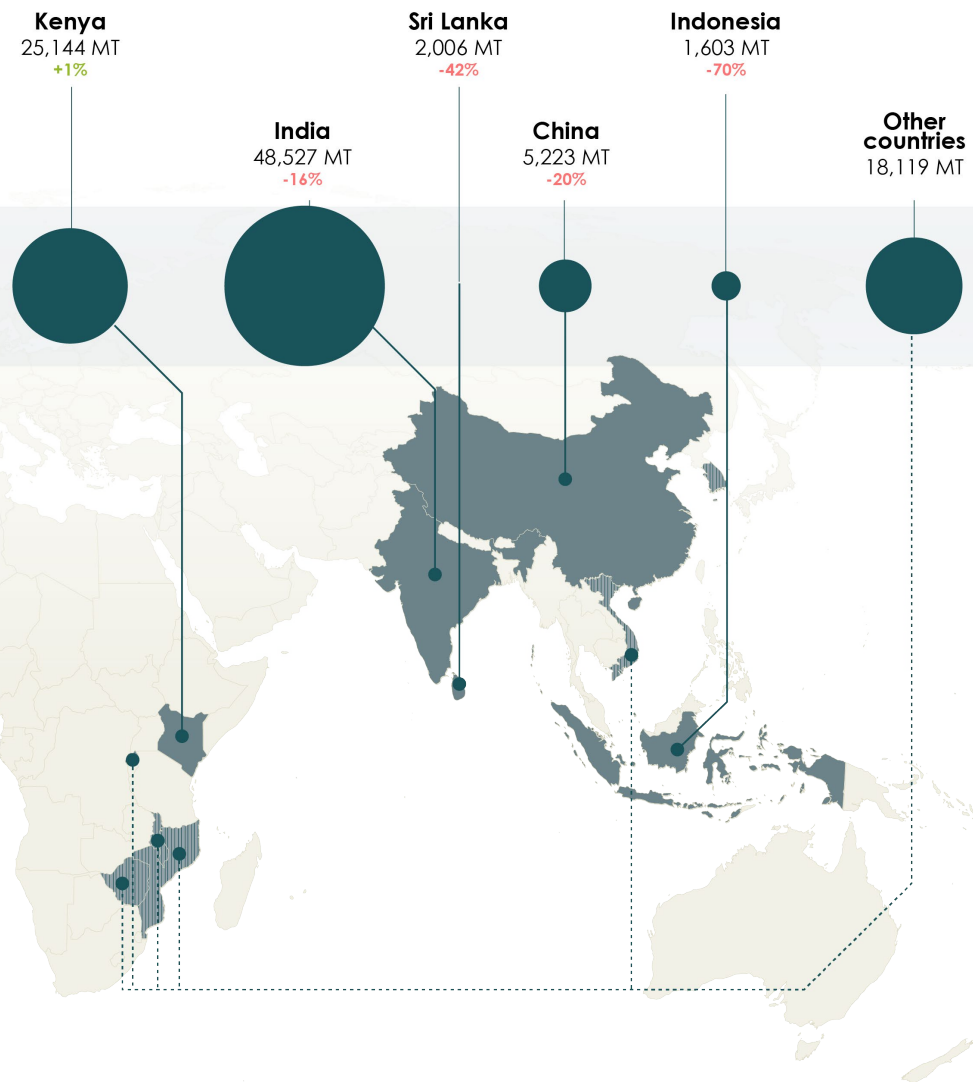 Kenya
25,144 MT
+1%
Sri Lanka
2,006 MT
-42%
Indonesia
1,603 MT
-70%
India
48,527 MT
-16%
China
5,223 MT
-20%
Other
countries
18,119 MT